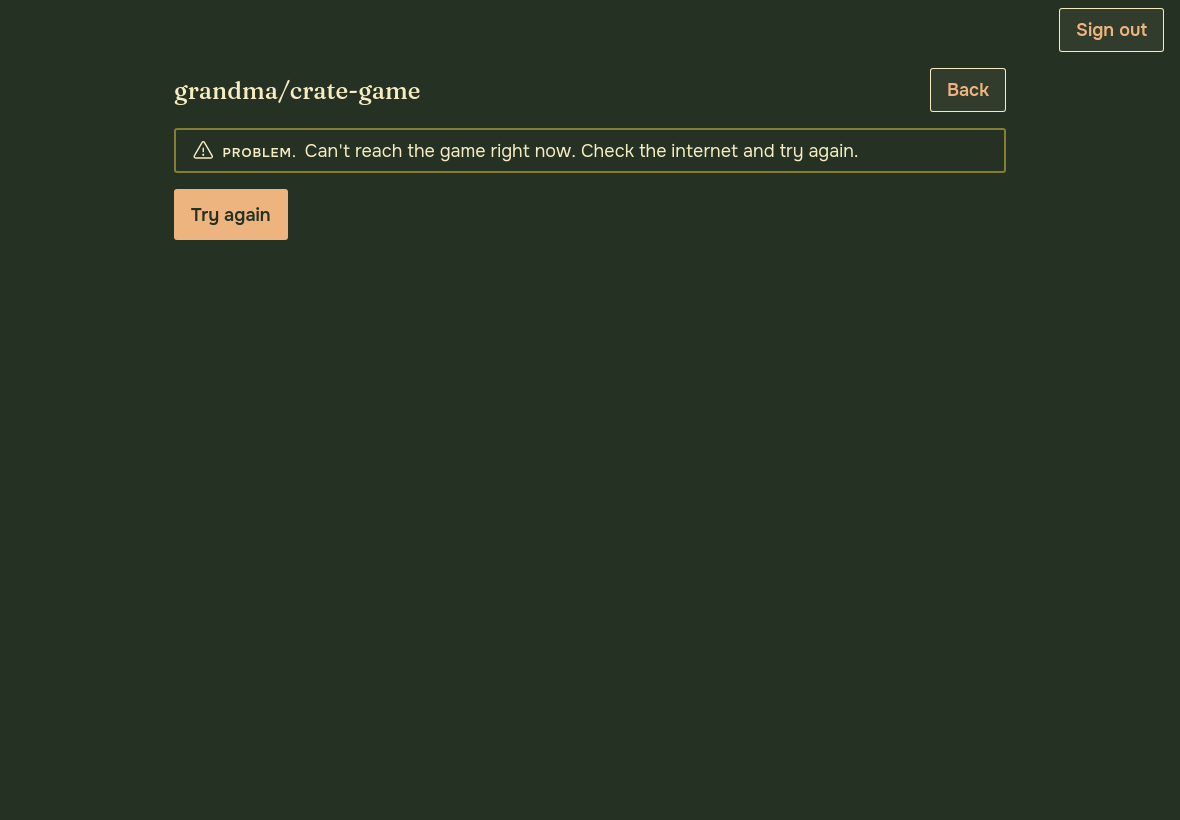 Sign out
grandma/crate-game
Back
PROBLEM. Can't reach the game right now. Check the internet and try again.
Try again